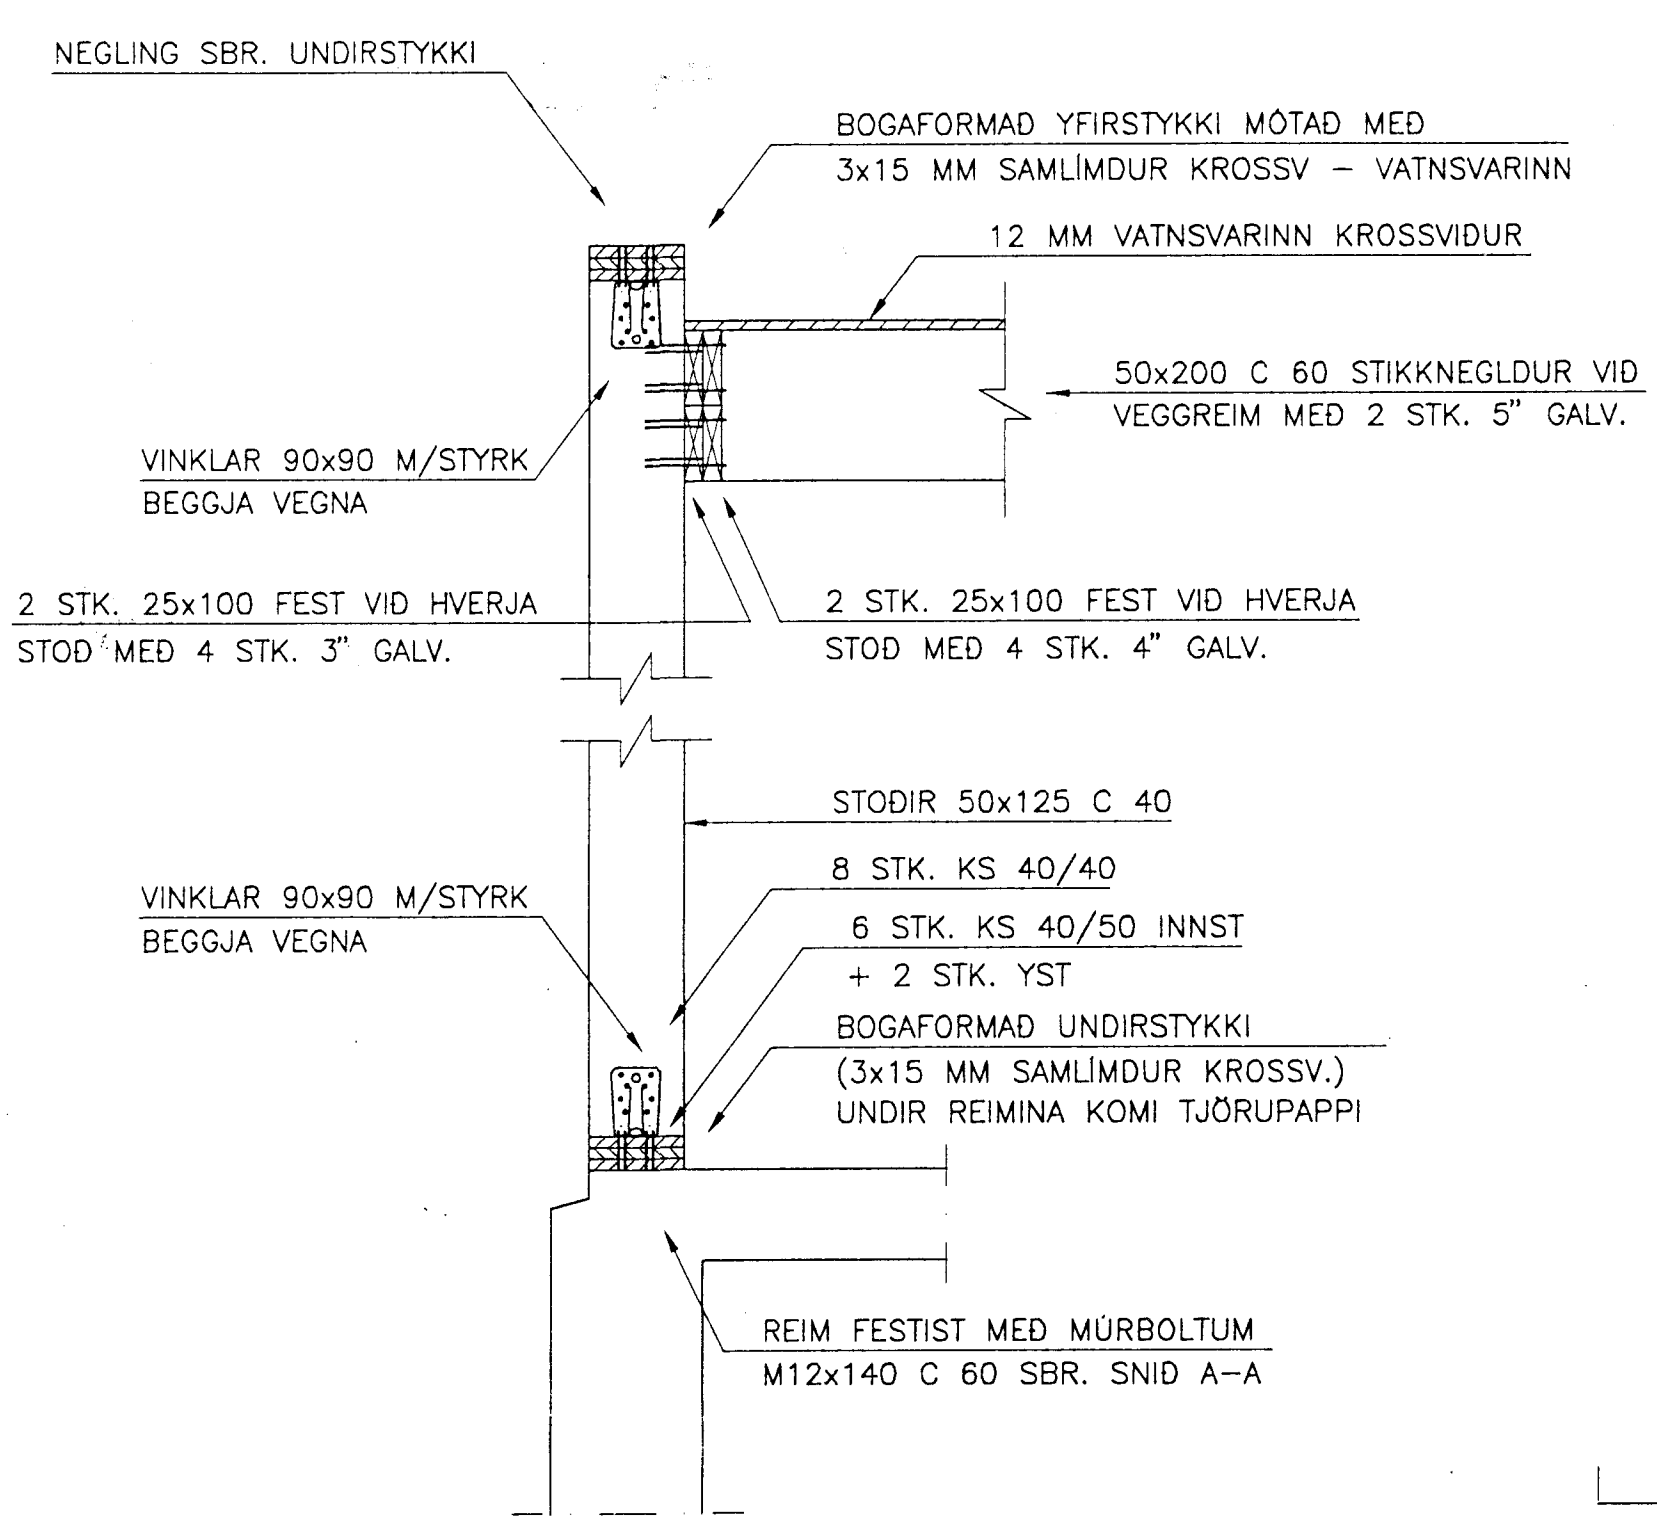 NEGLING SBR. UNDIRSTYKKI
BOGAFORMAÐ YFIRSTYKKI MÓTAÐ MEÐ
3x15 MM SAMLÍMDUR KROSSV – VATNSVARINN
12 MM VATNSVARINN KROSSVIÐUR
50x200 C 60 STIKKNEGLDUR VIÐ
VEGGREIM MEÐ 2 STK. 5" GALV.
VINKLAR 90x90 M/STYRK
BEGGJA VEGNA
2 STK. 25x100 FEST VIÐ HVERJA
STOÐ MEÐ 4 STK. 3" GALV.
2 STK. 25x100 FEST VIÐ HVERJA
STOÐ MEÐ 4 STK. 4" GALV.
STOÐIR 50x125 C 40
8 STK. KS 40/40
VINKLAR 90x90 M/STYRK
BEGGJA VEGNA
6 STK. KS 40/50 INNST
+ 2 STK. YST
BOGAFORMAÐ UNDIRSTYKKI
(3x15 MM SAMLÍMDUR KROSSV.)
UNDIR REIMINA KOMI TJÖRUPAPPI
REIM FESTIST MEÐ MÚRBOLTUM
M12x140 C 60 SBR. SNIÐ A–A